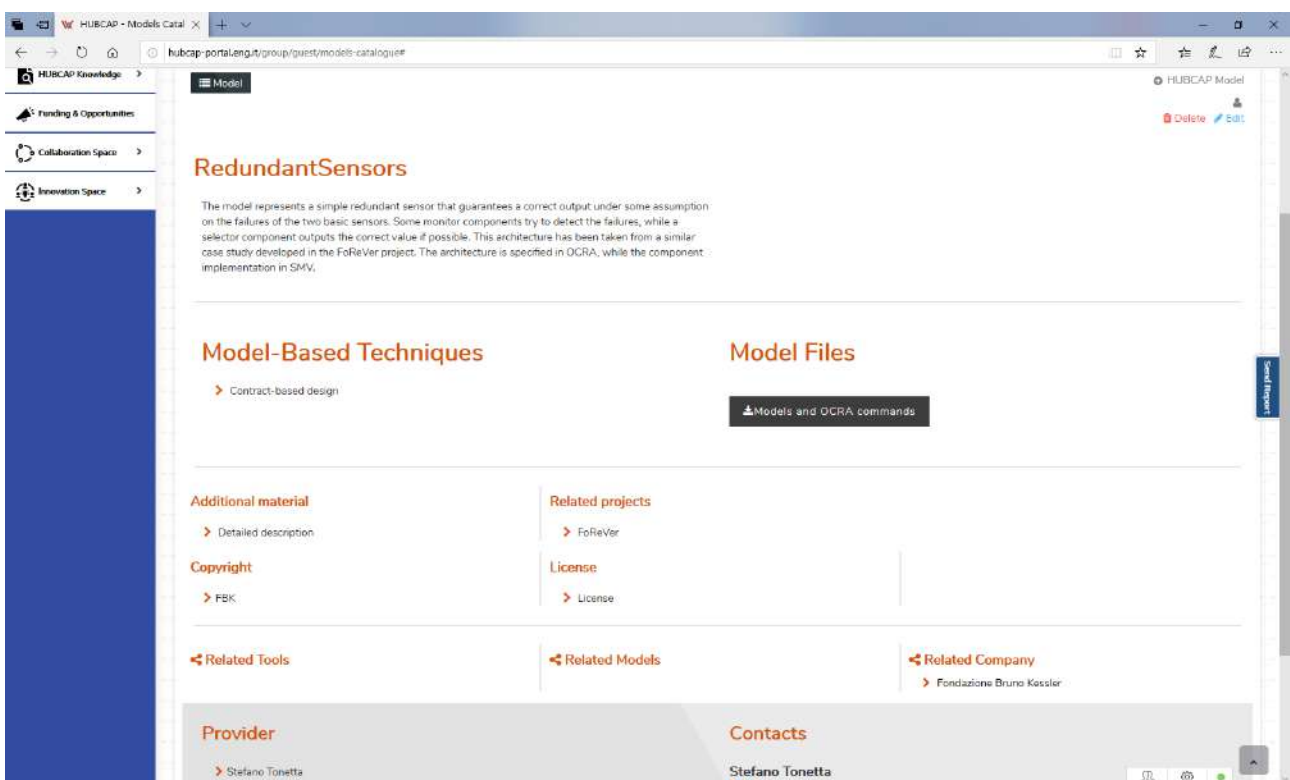 HUBCAP - Models Catal
hubcap-portal.eng.it/group/guest/models-catalogue#
HUBCAP Knowledge
Funding & Opportunities
Collaboration Space
Innovation Space
Model
HUBCAP Model
Delete Edit
RedundantSensors
The model represents a simple redundant sensor that guarantees a correct output under some assumption
on the failures of the two basic sensors. Some monitor components try to detect the failures, while a
selector component outputs the correct value if possible. This architecture has been taken from a similar
case study developed in the FoReVer project. The architecture is specified in OCRA, while the component
implementation in SMV.
Model-Based Techniques
Contract-based design
Model Files
Models and OCRA commands
Send Report
Additional material
Detailed description
Related projects
FoReVer
Copyright
FBK
License
License
Related Tools
Related Models
Related Company
Fondazione Bruno Kessler
Provider
Stefano Tonetta
Contacts
Stefano Tonetta